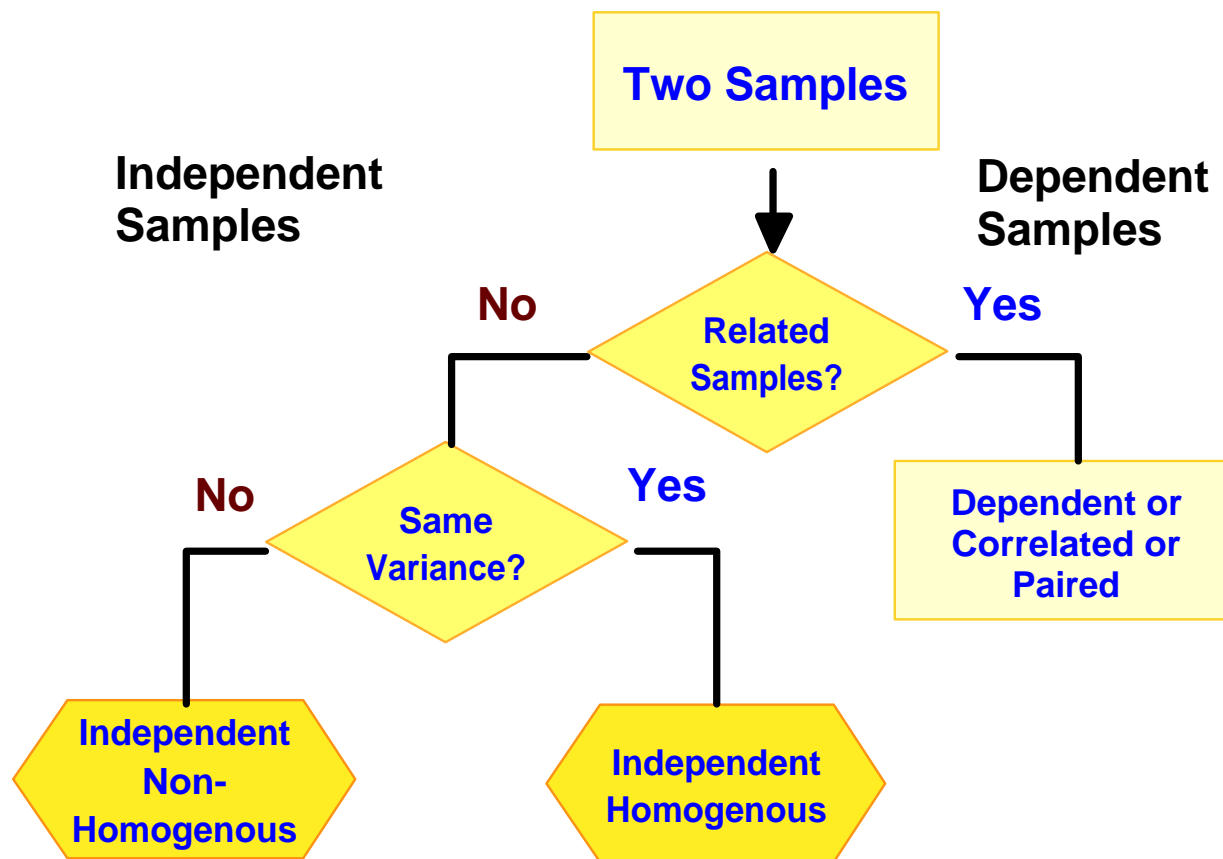 Two Samples
Independent
Samples
Dependent
Samples
No
Yes
Related
Samples?
No
Yes
Same
Variance?
Dependent or
Correlated or
Paired
Independent
Non-
Homogenous
Independent
Homogenous